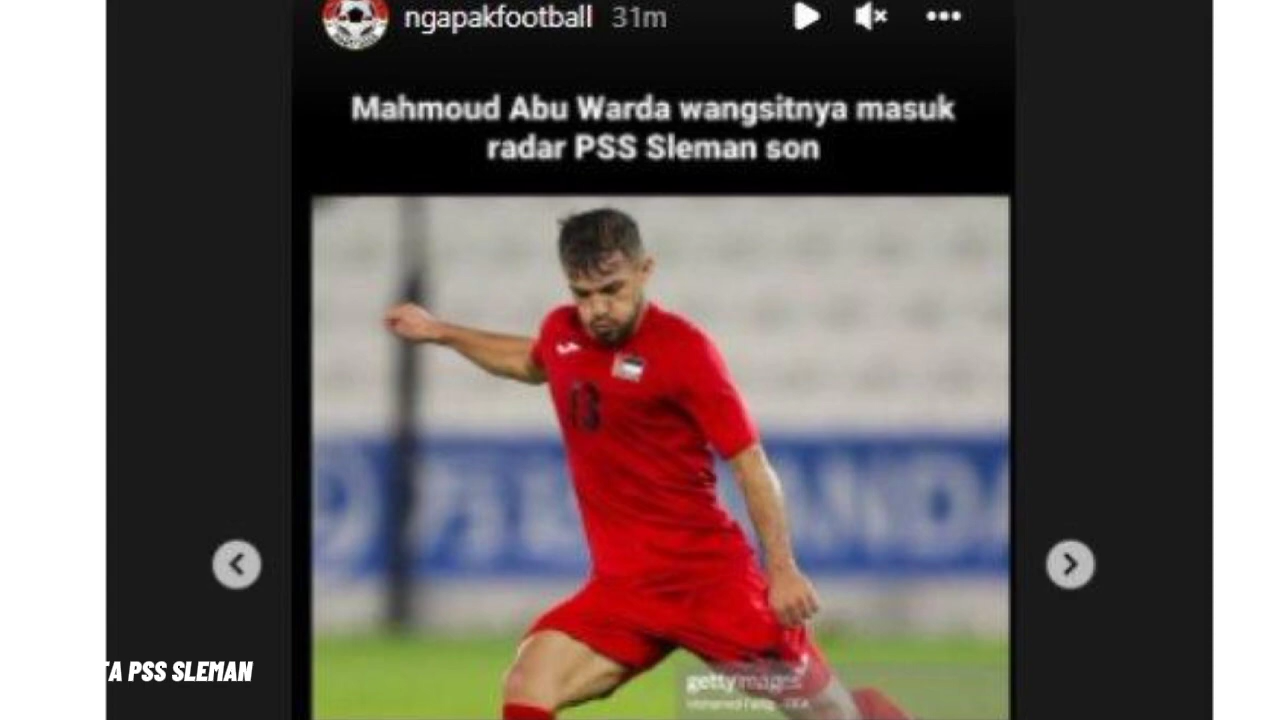 ngapakfootball 31m
Mahmoud Abu Warda wangsitnya masuk
radar PSS Sleman son
13
gettyimages
TA PSS SLEMAN